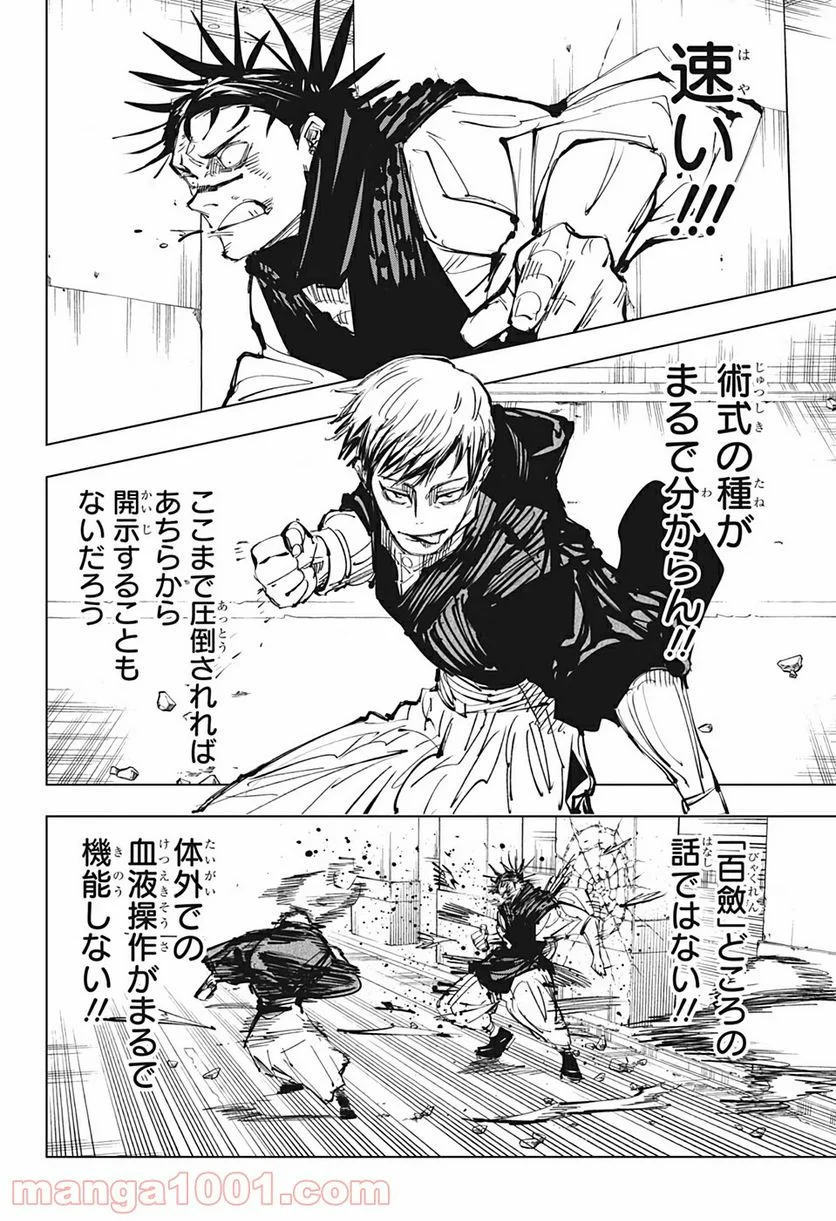 速い!!!
術式の種が
まるで分からん!!
ここまで圧倒されれば
あちらから
開示することも
ないだろう
「百斂」どころの
話ではない!!
体外での
血液操作がまるで
機能しない!!
manga1001.com